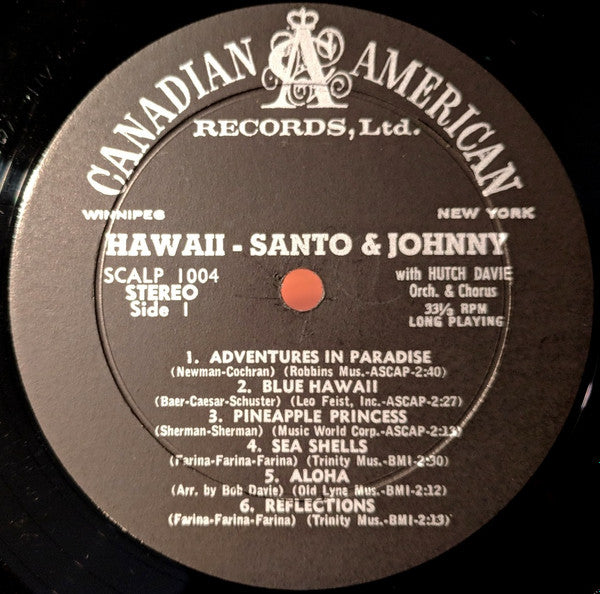 CANADIAN AMERICAN
RECORDS, Ltd.
WINNIPEG NEW YORK
HAWAII - SANTO & JOHNNY
SCALP 1004 with HUTCH DAVIE
STEREO Orch. & Chorus
Side 1 33⅓ RPM
LONG PLAYING
1. ADVENTURES IN PARADISE
(Newman-Cochran) (Robbins Mus.-ASCAP-2:40)
2. BLUE HAWAII
(Baer-Caesar-Schuster) (Leo Feist, Inc.-ASCAP-2:27)
3. PINEAPPLE PRINCESS
(Sherman-Sherman) (Music World Corp.-ASCAP-2:13)
4. SEA SHELLS
(Farina-Farina-Farina) (Trinity Mus.-BMI-2:30)
5. ALOHA
(Arr. by Bob Davie) (Old Lyne Mus.-BMI-2:12)
6. REFLECTIONS
(Farina-Farina-Farina) (Trinity Mus.-BMI-2:13)